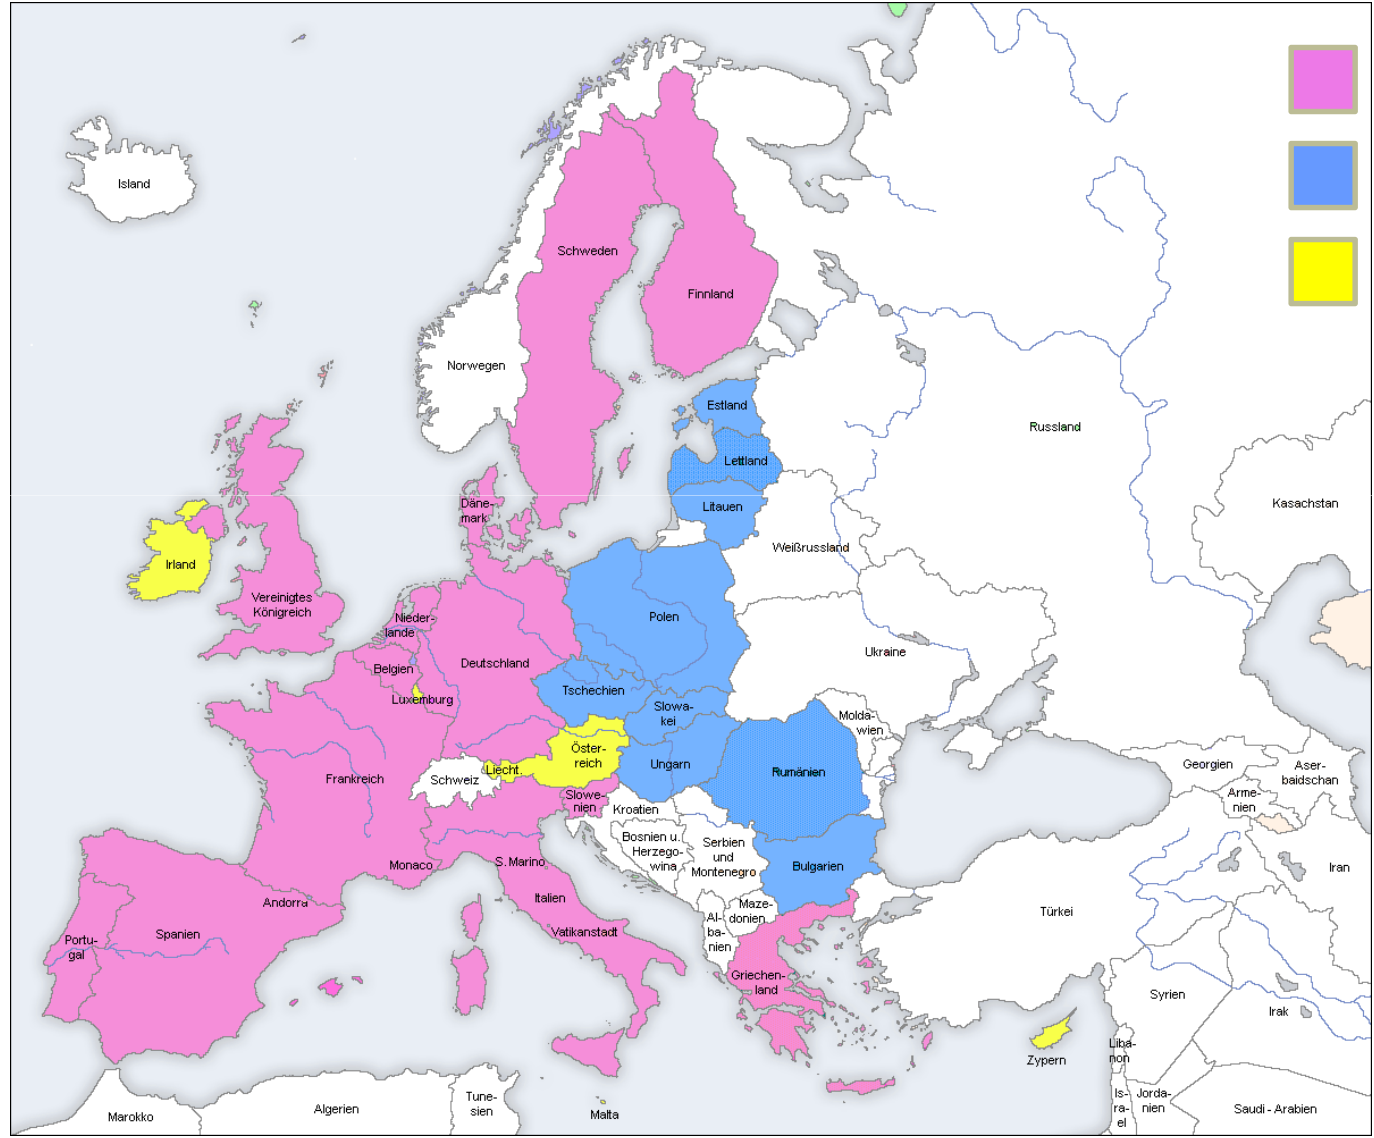 Island
Schweden
Finnland
Norwegen
Estland
Russland
Lettland
Däne-
mark
Litauen
Kasachstan
Weißrussland
Irland
Vereinigtes
Königreich
Nieder-
lande
Polen
Ukraine
Belgien
Deutschland
Tschechien
Luxemburg
Slowa-
kei
Molda-
wien
Öster-
reich
Liecht.
Ungarn
Rumänien
Georgien
Aser-
baidschan
Frankreich
Schweiz
Slowe-
nien
Kroatien
Arme-
nien
Bosnien u.
Herzego-
wina
Serbien
und
Montenegro
Monaco
S. Marino
Bulgarien
Iran
Andorra
Italien
Maze-
donien
Al-
ba-
nien
Türkei
Spanien
Portu-
gal
Vatikanstadt
Griechen-
land
Syrien
Irak
Zypern
Liba-
non
Is-
ra-
el
Jorda-
nien
Saudi - Arabien
Marokko
Algerien
Tune-
sien
Malta